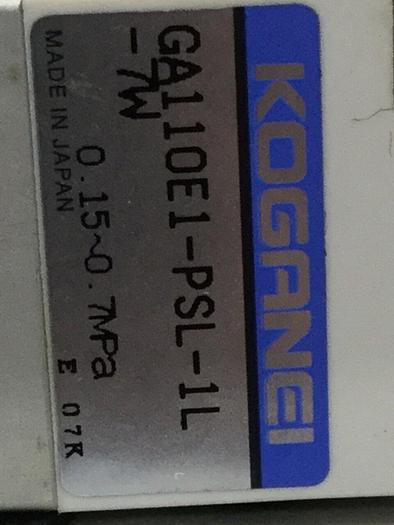 KOGANEI
GA110E1-PSL-1L
-7W
0.15~0.7MPa
MADE IN JAPAN
E 07K